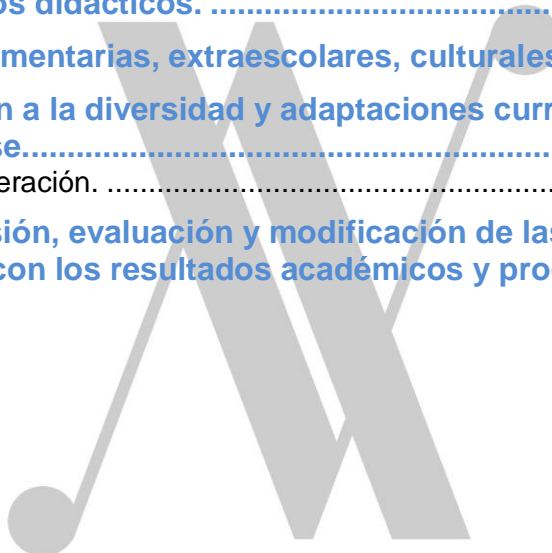 os didácticos. ..........................................
mentarias, extraescolares, culturales
n a la diversidad y adaptaciones curr
se...............................................................
eración. ......................................................
sión, evaluación y modificación de las
con los resultados académicos y pro